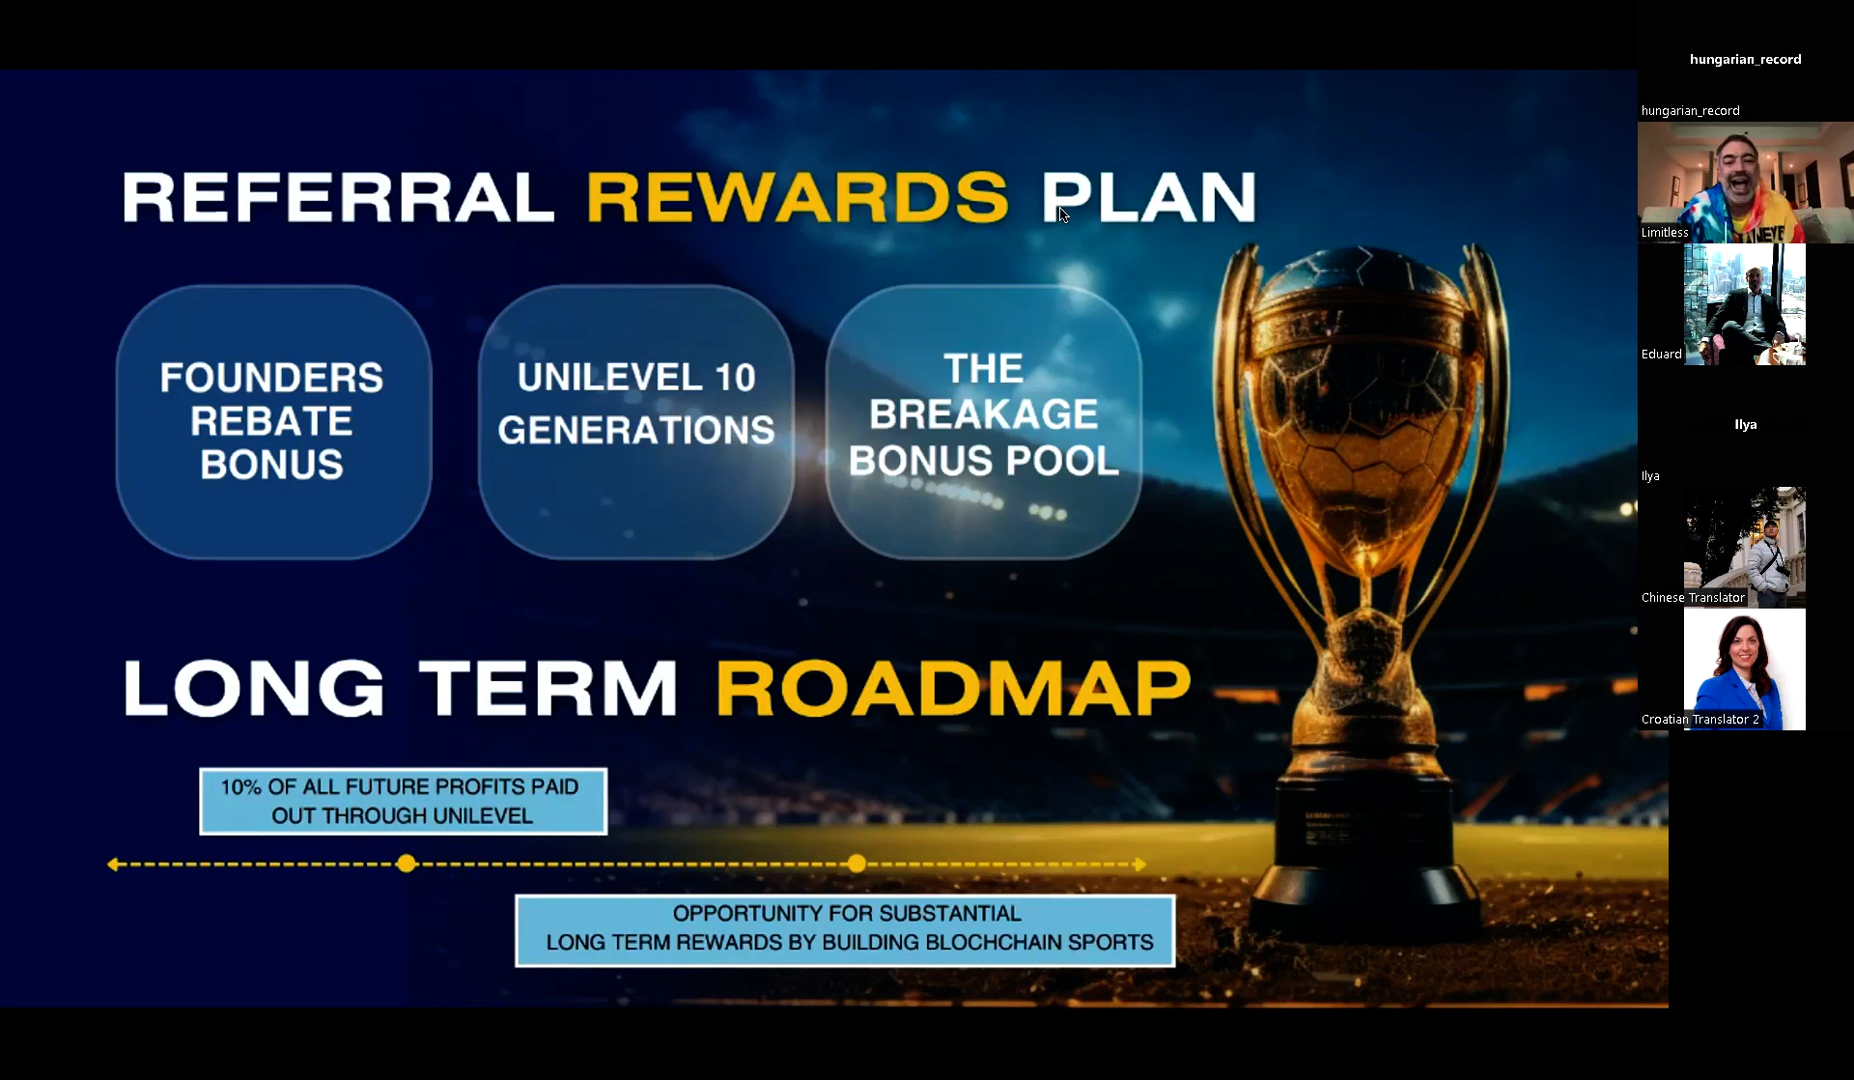 REFERRAL REWARDS PLAN
FOUNDERS
REBATE
BONUS
UNILEVEL 10
GENERATIONS
THE
BREAKAGE
BONUS POOL
LONG TERM ROADMAP
10% OF ALL FUTURE PROFITS PAID
OUT THROUGH UNILEVEL
OPPORTUNITY FOR SUBSTANTIAL
LONG TERM REWARDS BY BUILDING BLOCHCHAIN SPORTS
hungarian_record
hungarian_record
Limitless
Eduard
Ilya
Ilya
Chinese Translator
Croatian Translator 2